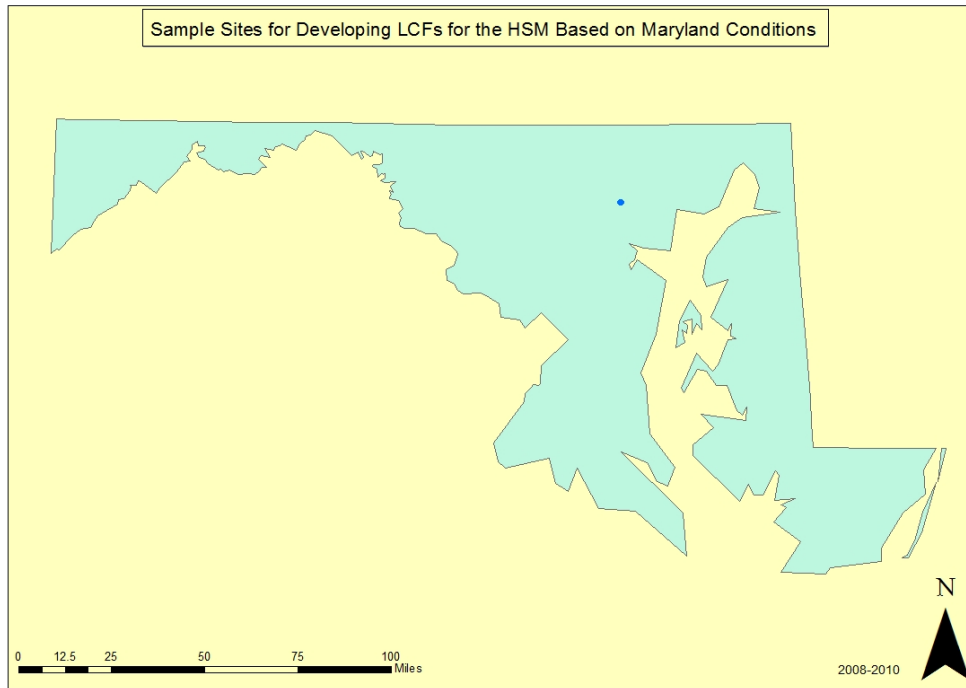 Sample Sites for Developing LCFs for the HSM Based on Maryland Conditions
N
0 12.5 25 50 75 100
Miles
2008-2010